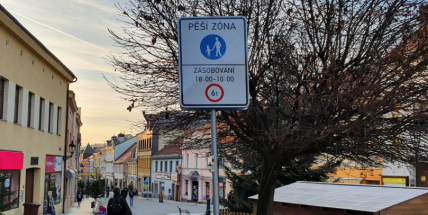 PĚŠÍ ZÓNA
ZÁSOBOVÁNÍ
18:00-10:00
6t